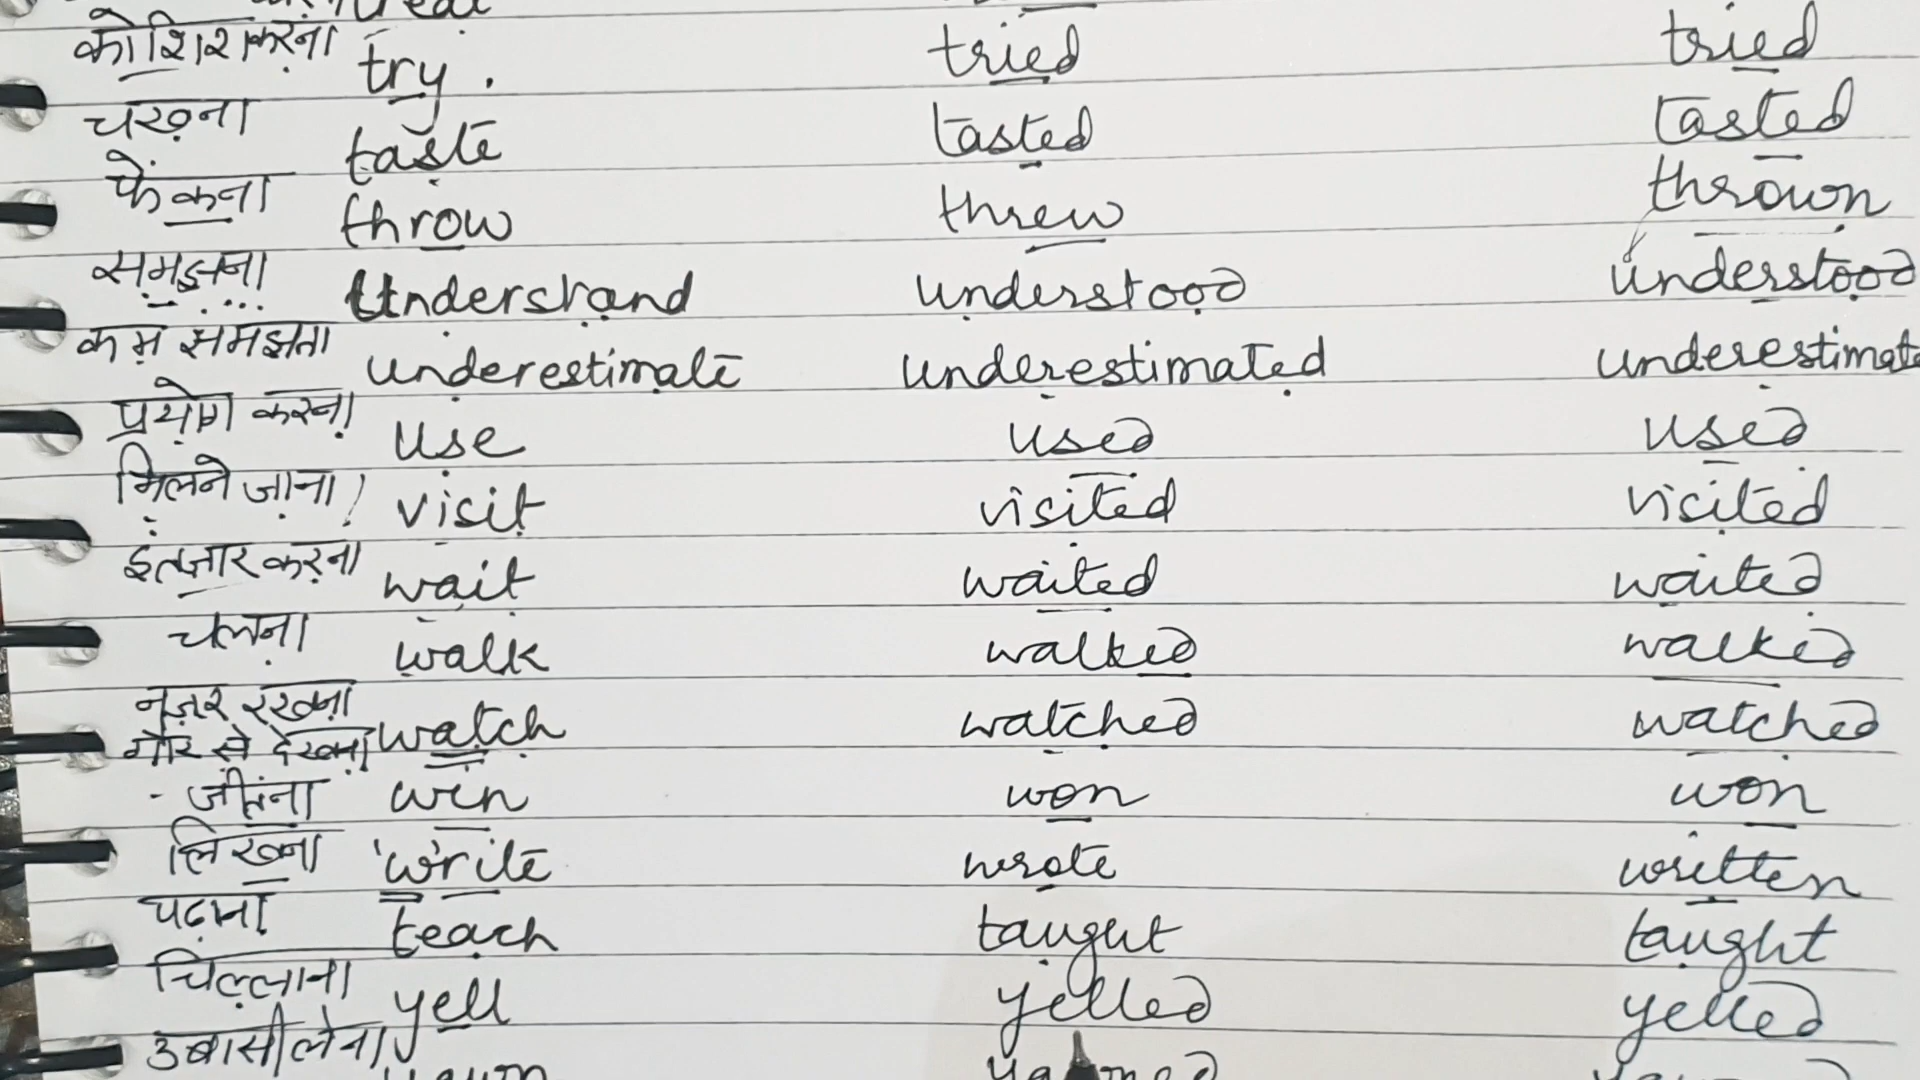 कोशिश करना try. tried tried
चखना taste tasted tasted
फेंकना throw threw thrown
समझना understand understood understood
कम समझना underestimate underestimated underestimate
प्रयोग करना use used used
मिलने जाना visit visited visited
इंतज़ार करना wait waited waited
चलना walk walked walked
नज़र रखना
गौर से देखना watch watched watched
जीतना win won won
लिखना write wrote written
पढ़ाना teach taught taught
चिल्लाना yell yelled yelled
उबासी लेना